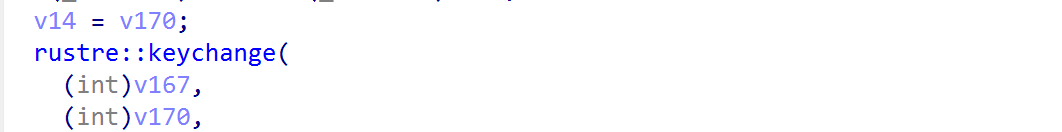 v14 = v170;
rustre::keychange(
(int)v167,
(int)v170,